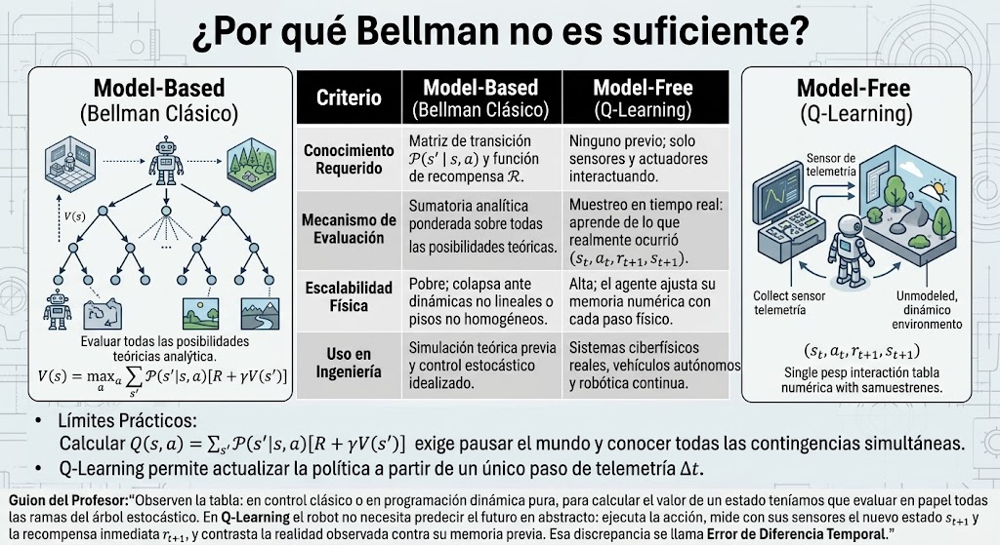 ¿Por qué Bellman no es suficiente?
Model-Based
(Bellman Clásico)
V(s)
Evaluar todas las posibilidades
teóricias analýtica.
V(s) = max_a ∑_{s'} 𝒫(s'|s, a)[R + γV(s')]
Criterio
Model-Based
(Bellman Clásico)
Model-Free
(Q-Learning)
Conocimiento
Requerido
Matriz de transición
𝒫(s' | s, a) y función
de recompensa ℛ.
Ninguno previo; solo
sensores y actuadores
interactuando.
Mecanismo de
Evaluación
Sumatoria analítica
ponderada sobre todas
las posibilidades teóricas.
Muestreo en tiempo real:
aprende de lo que
realmente ocurrió
(s_t, a_t, r_{t+1}, s_{t+1}).
Escalabilidad
Física
Pobre; colapsa ante
dinámicas no lineales o
pisos no homogéneos.
Alta; el agente ajusta su
memoria numérica con
cada paso físico.
Uso en
Ingeniería
Simulación teórica previa
y control estocástico
idealizado.
Sistemas ciberfísicos
reales, vehículos autónomos
y robótica continua.
Model-Free
(Q-Learning)
Sensor de
telemetría
Collect sensor
telemetría
Unmodeled,
dinámico
environmento
(s_t, a_t, r_{t+1}, s_{t+1})
Single pesp interactión tabla
numérica with samuestrenes.
• Límites Prácticos:
Calcular Q(s, a) = ∑_{s'} 𝒫(s'|s, a)[R + γV(s')] exige pausar el mundo y conocer todas las contingencias simultáneas.
• Q-Learning permite actualizar la política a partir de un único paso de telemetría Δt.
Guion del Profesor:“Observen la tabla: en control clásico o en programación dinámica pura, para calcular el valor de un estado teníamos que evaluar en papel todas
las ramas del árbol estocástico. En Q-Learning el robot no necesita predecir el futuro en abstracto: ejecuta la acción, mide con sus sensores el nuevo estado s_{t+1} y
la recompensa inmediata r_{t+1}, y contrasta la realidad observada contra su memoria previa. Esa discrepancia se llama Error de Diferencia Temporal.”